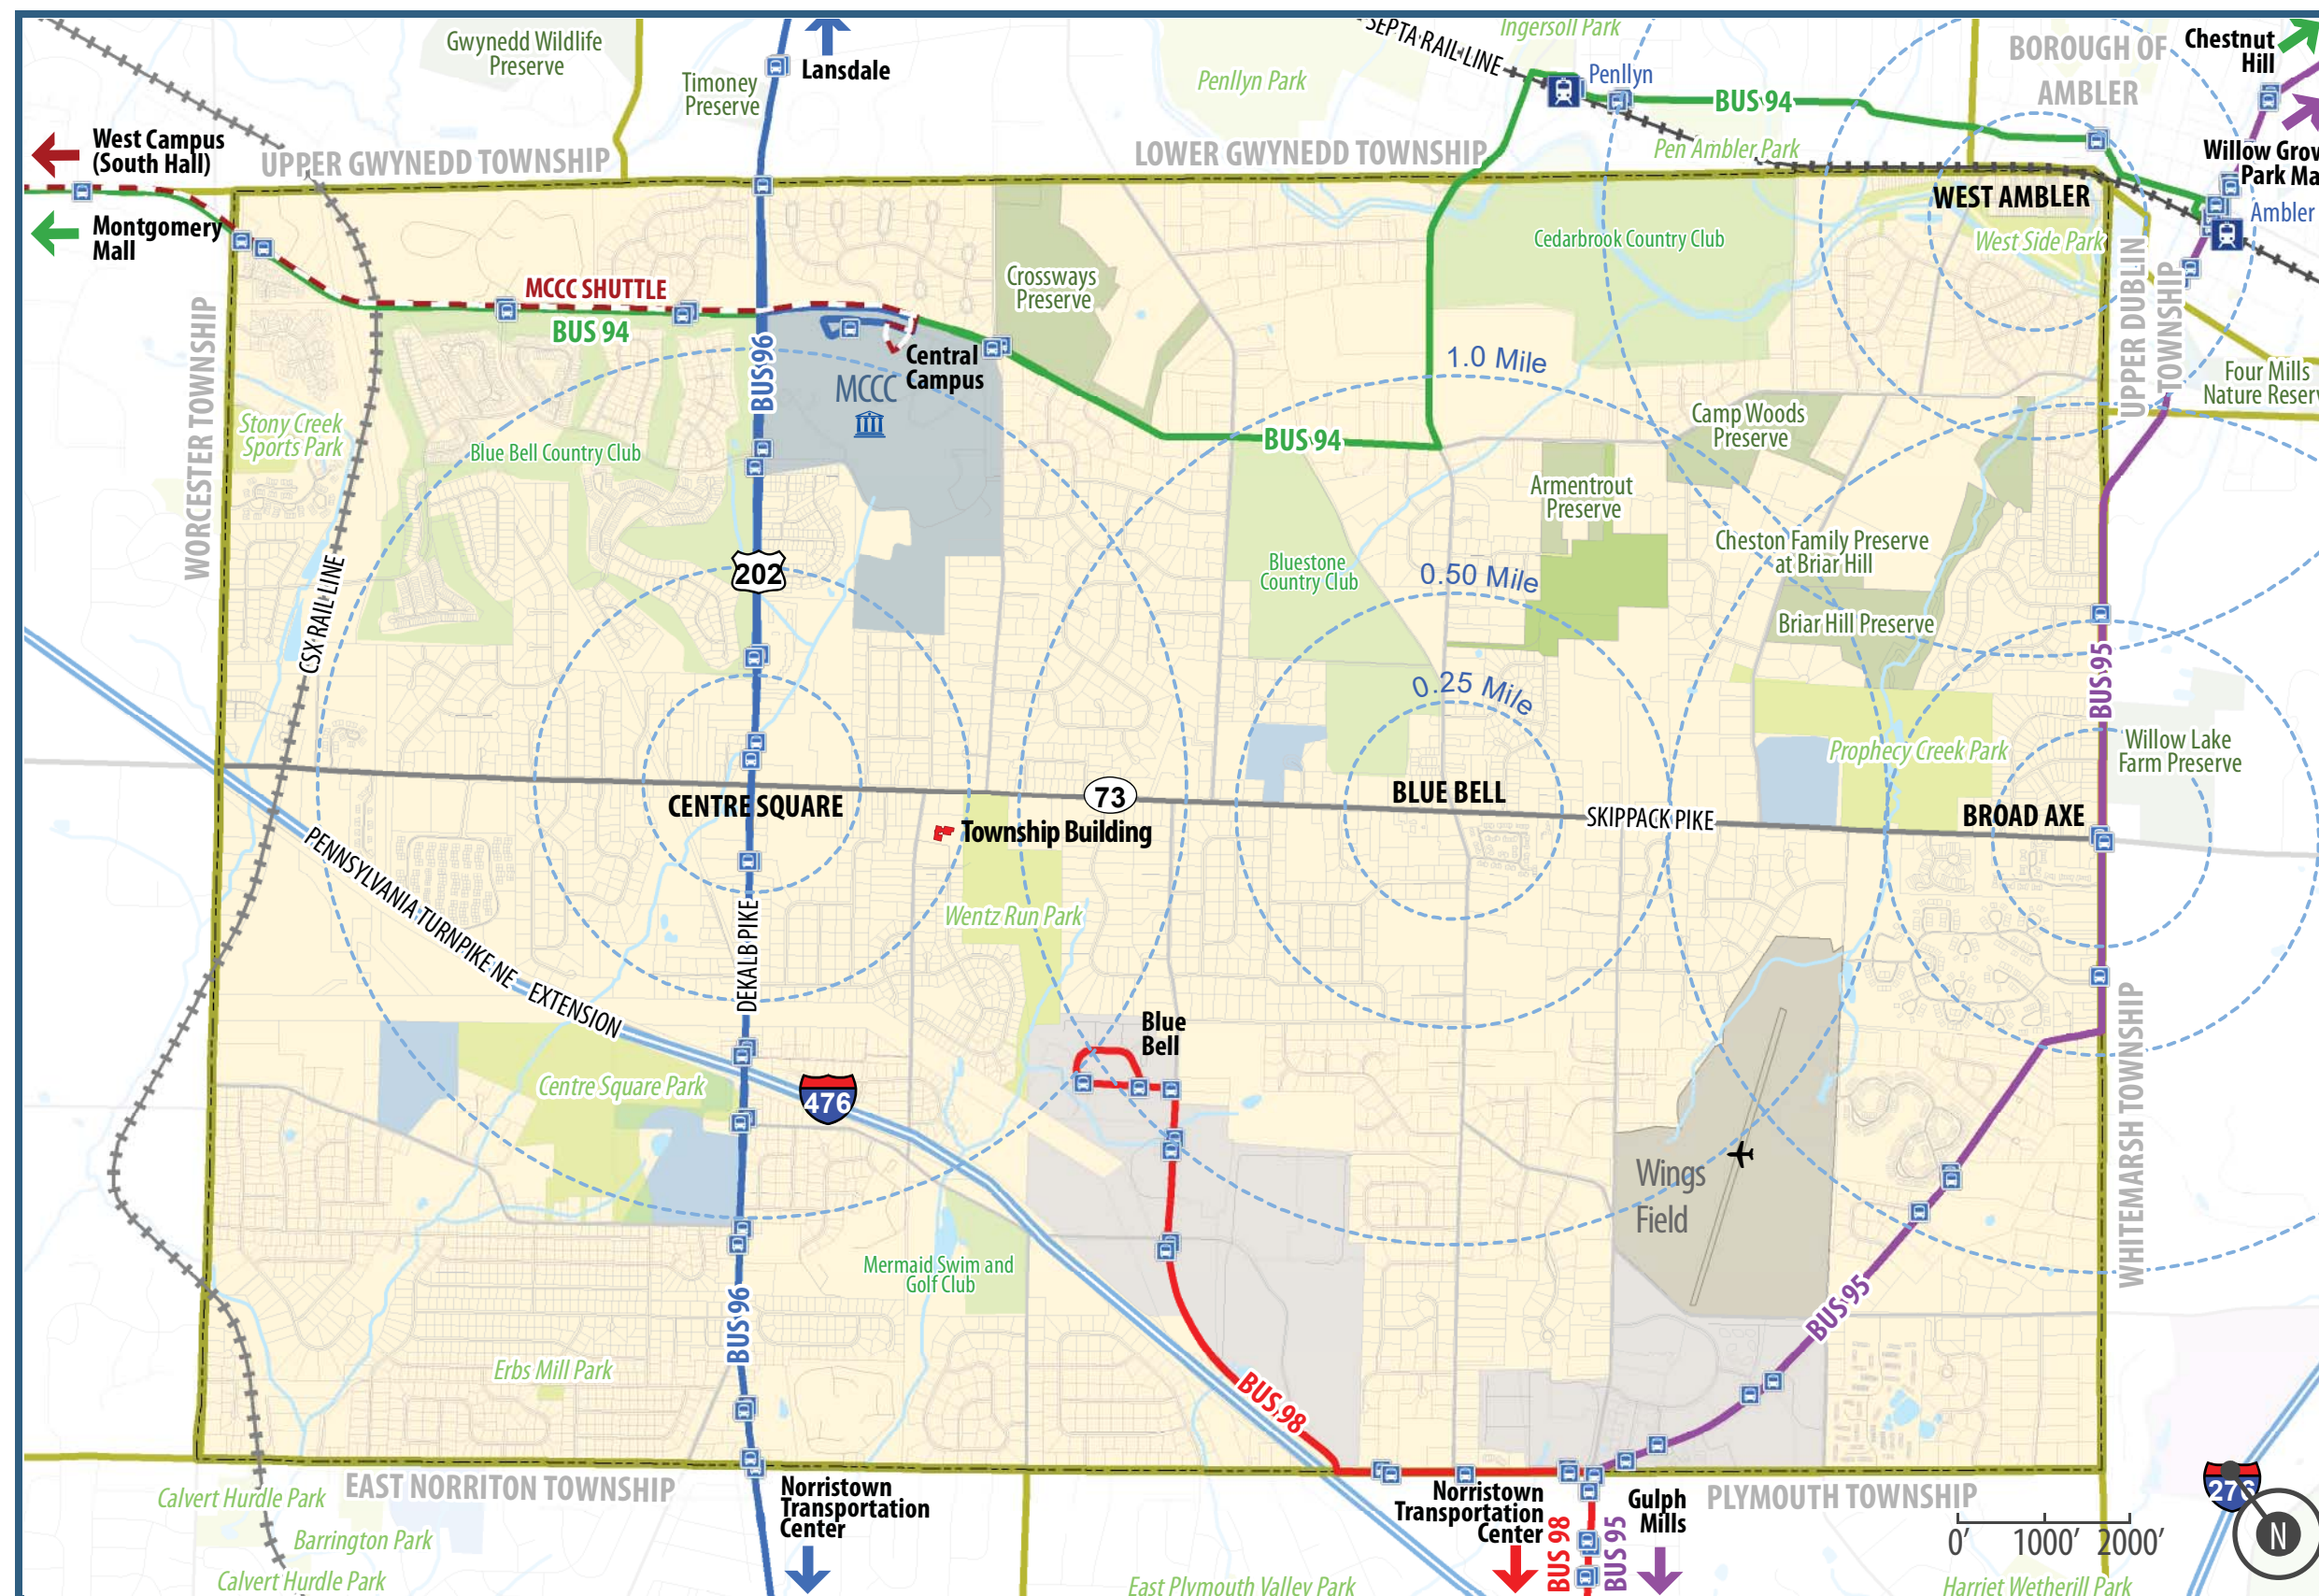 Gwynedd Wildlife
Preserve
Timoney
Preserve
Lansdale
SEPTA RAIL LINE
Ingersoll Park
Penllyn Park
Penllyn
BUS 94
BOROUGH OF
AMBLER
Chestnut
Hill
West Campus
(South Hall)
UPPER GWYNEDD TOWNSHIP
LOWER GWYNEDD TOWNSHIP
Pen Ambler Park
Willow Grov
Park Ma
Montgomery
Mall
WEST AMBLER
Ambler
West Side Park
Cedarbrook Country Club
Crossways
Preserve
MCCC SHUTTLE
BUS 94
BUS 96
Central
Campus
MCCC
UPPER DUBLIN
TOWNSHIP
WORCESTER TOWNSHIP
1.0 Mile
Four Mills
Nature Reserv
Stony Creek
Sports Park
Blue Bell Country Club
BUS 94
Camp Woods
Preserve
Armentrout
Preserve
CSX RAIL LINE
202
Bluestone
Country Club
0.50 Mile
Cheston Family Preserve
at Briar Hill
Briar Hill Preserve
BUS 95
0.25 Mile
Prophecy Creek Park
Willow Lake
Farm Preserve
CENTRE SQUARE
73
BLUE BELL
SKIPPACK PIKE
BROAD AXE
Township Building
PENNSYLVANIA TURNPIKE NE - EXTENSION
DEKALB PIKE
Wentz Run Park
WHITEMARSH TOWNSHIP
Blue
Bell
Centre Square Park
476
Wings
Field
Mermaid Swim and
Golf Club
BUS 96
BUS 95
Erbs Mill Park
BUS 98
EAST NORRITON TOWNSHIP
Calvert Hurdle Park
Barrington Park
Calvert Hurdle Park
Norristown
Transportation
Center
Norristown
Transportation
Center
BUS 98
BUS 95
Gulph
Mills
PLYMOUTH TOWNSHIP
276
0' 1000' 2000'
N
East Plymouth Valley Park
Harriet Wetherill Park